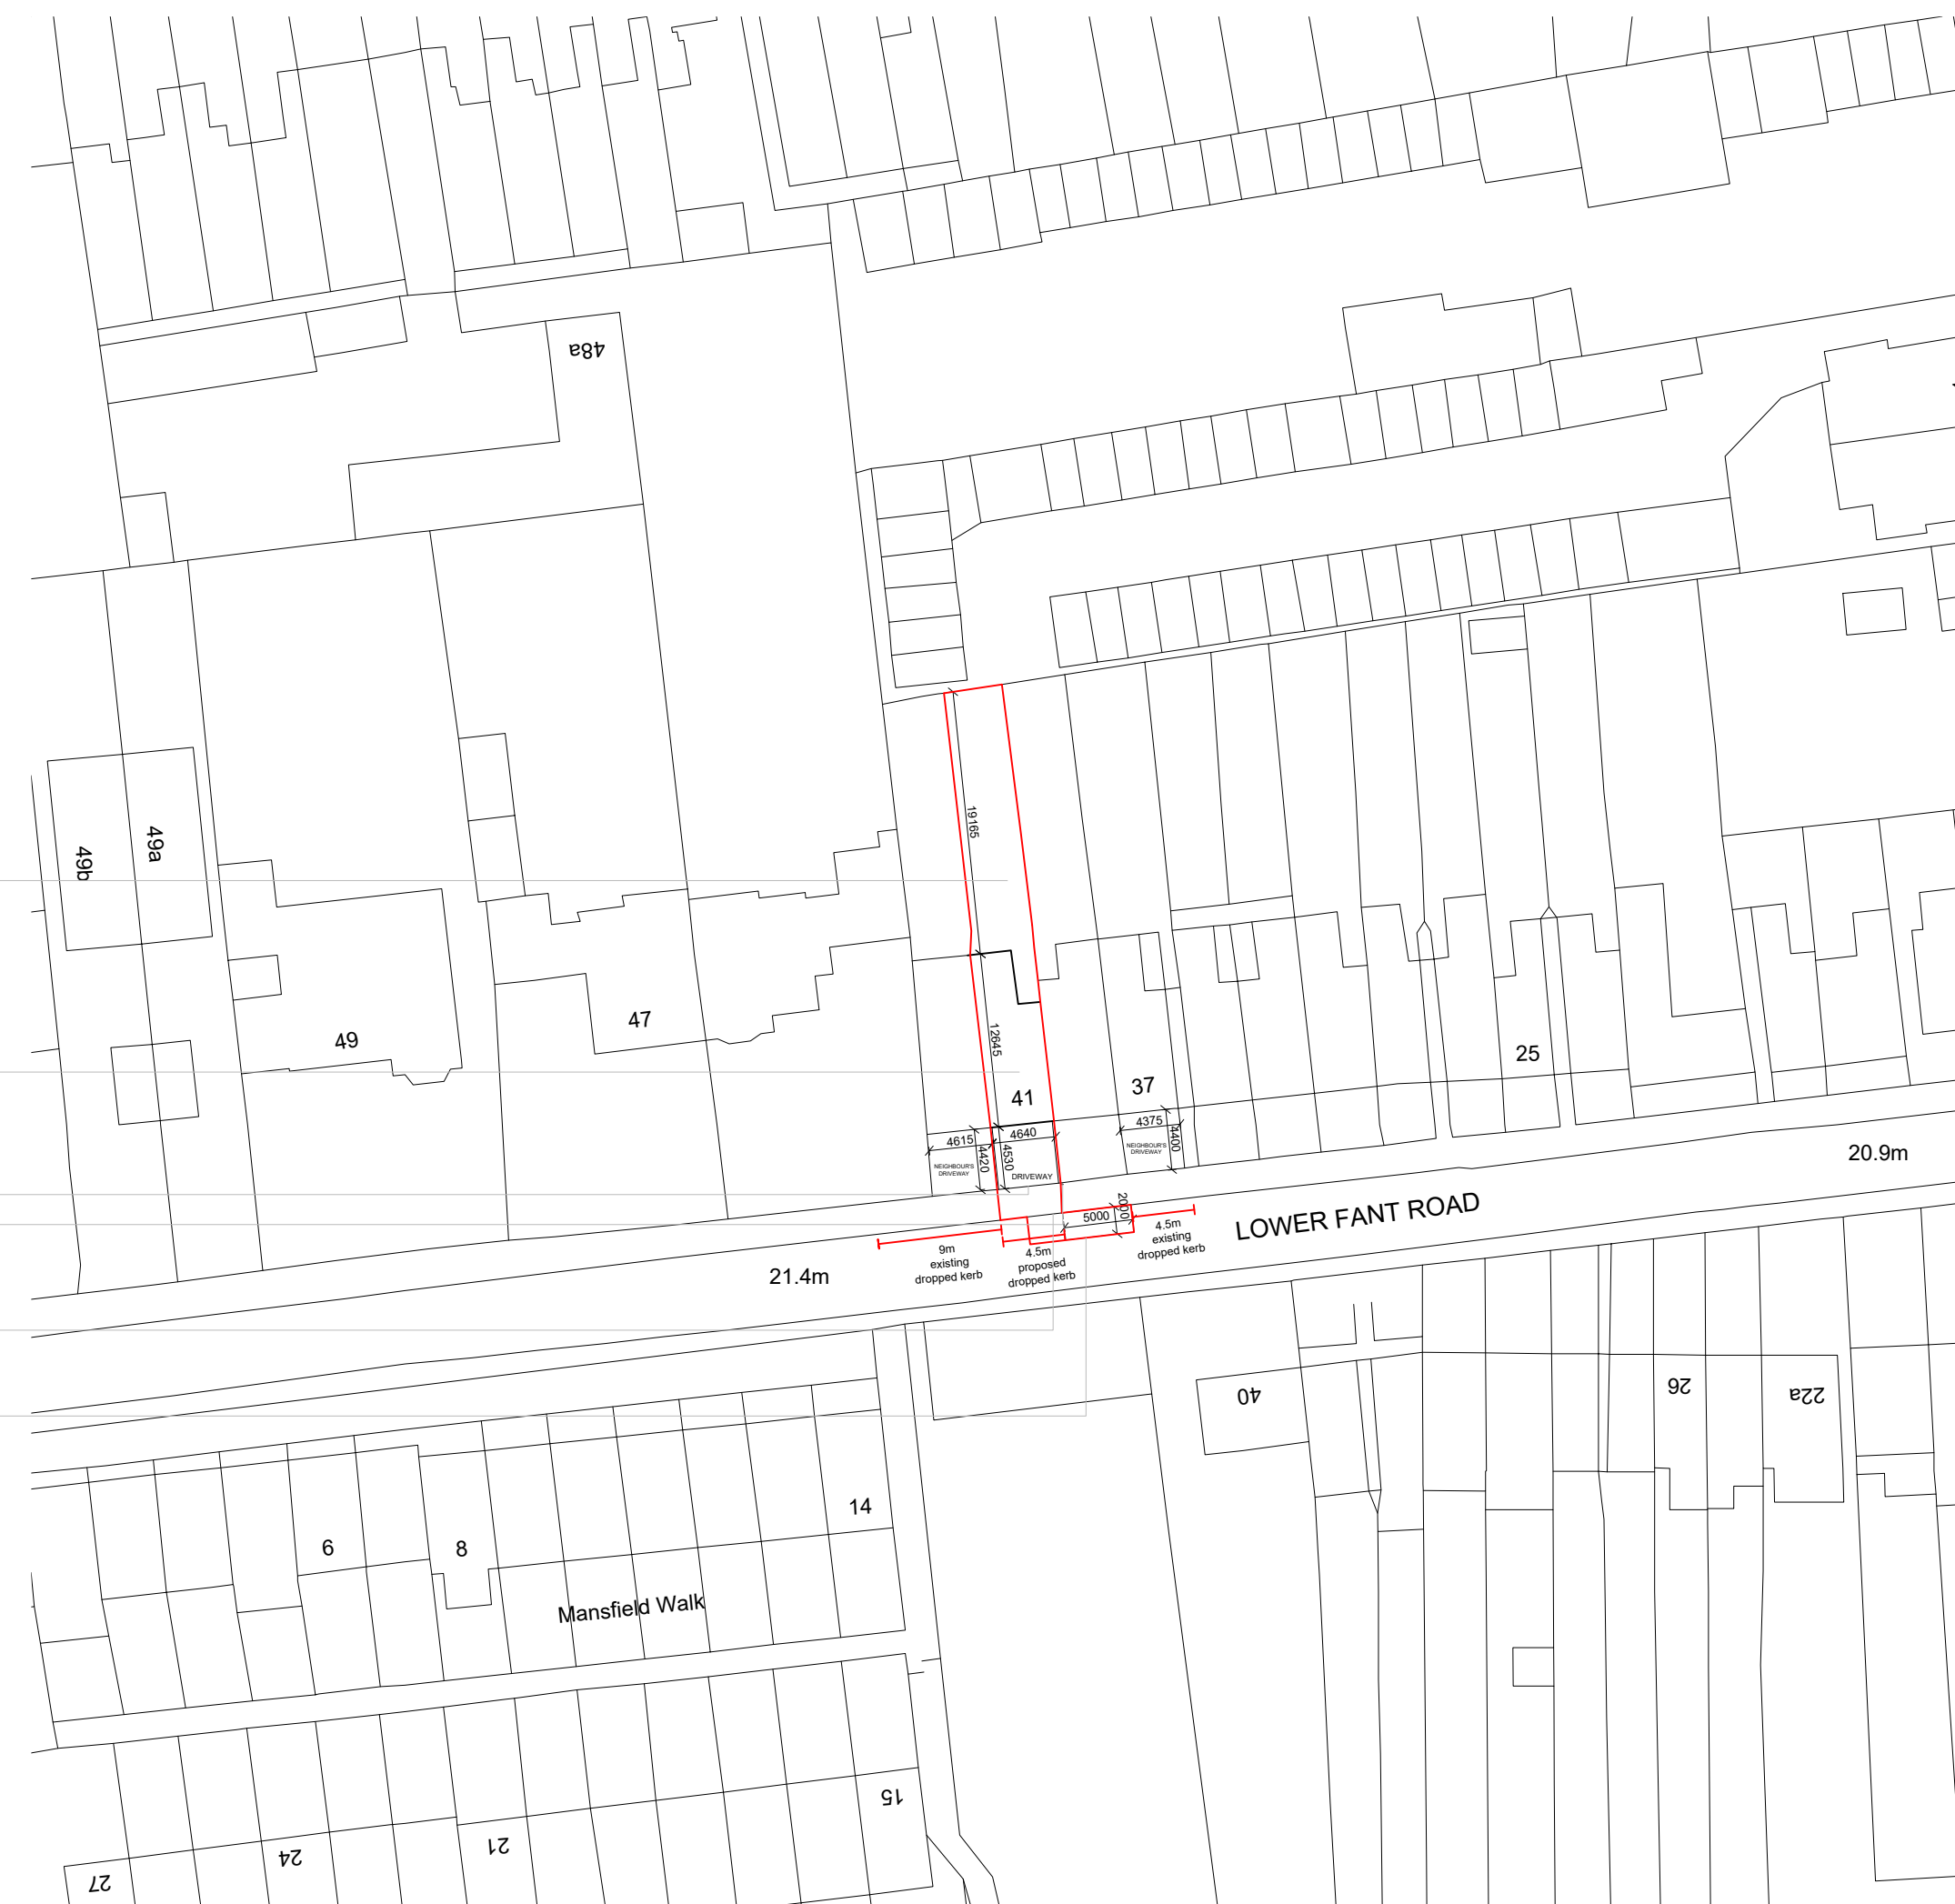 48a
49b
49a
49
47
19165
12645
41
37
25
4615
4420
4640
4530
4375
4400
NEIGHBOUR'S
DRIVEWAY
DRIVEWAY
NEIGHBOUR'S
DRIVEWAY
20.9m
LOWER FANT ROAD
5000
2000
21.4m
9m
existing
dropped kerb
4.5m
proposed
dropped kerb
4.5m
existing
dropped kerb
40
26
22a
14
6
8
Mansfield Walk
15
21
24
27